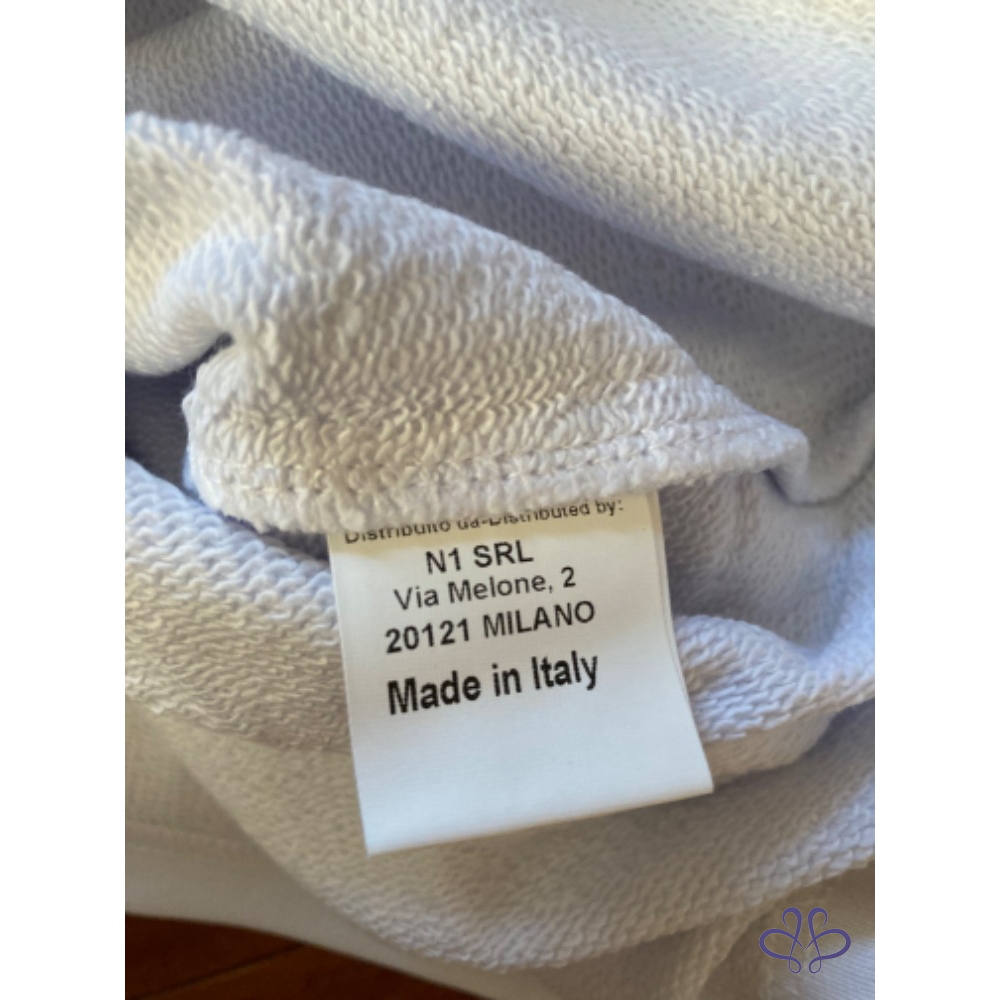 Distribuito da-Distributed by:
N1 SRL
Via Melone, 2
20121 MILANO
Made in Italy